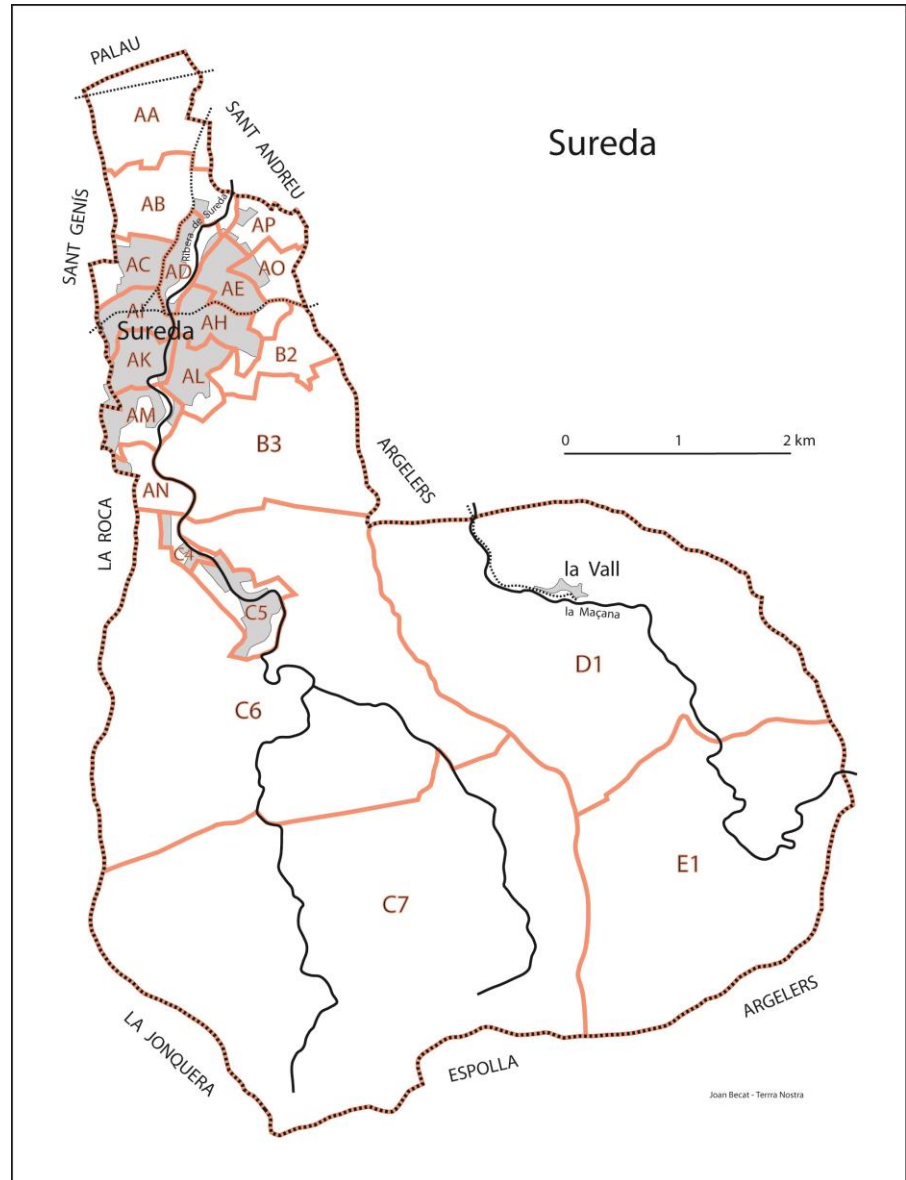 PALAU
AA
SANT ANDREU
Sureda
SANT GENÍS
AB
Ribera de Sureda
AP
AC
AD
AO
AE
AI
AH
Sureda
AK
B2
AL
AM
B3
0 1 2 km
ARGELERS
AN
LA ROCA
C4
la Vall
la Maçana
C5
D1
C6
E1
C7
ARGELERS
LA JONQUERA
ESPOLLA
Joan Becat - Terrra Nostra